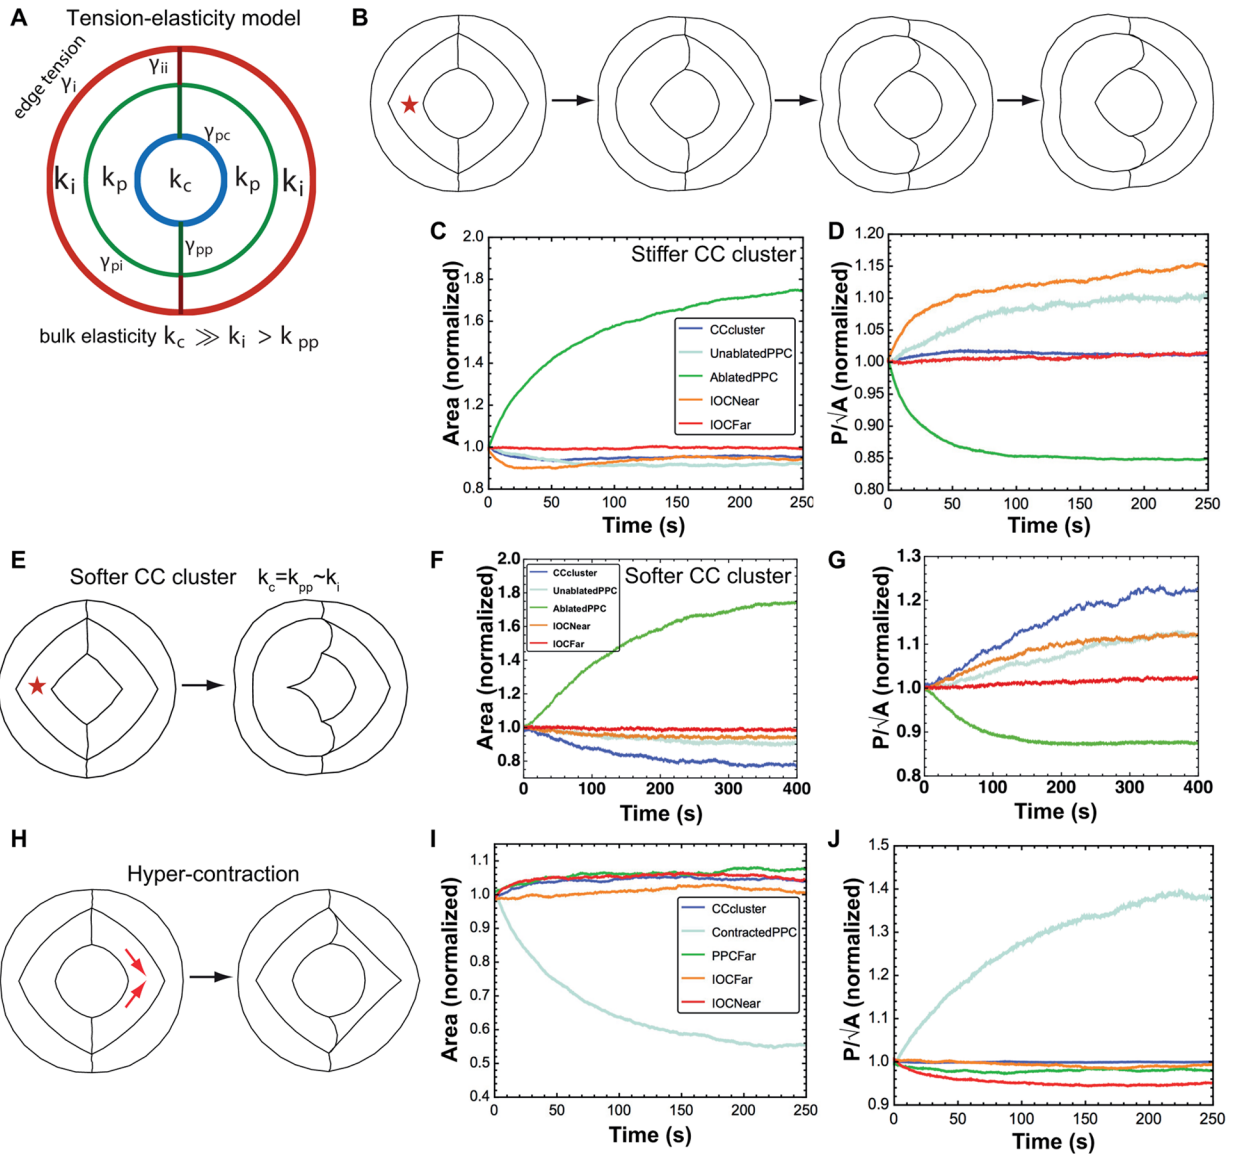 A
Tension-elasticity model
edge tension
γi
γii
γpc
ki
kp
kc
kp
ki
γpp
γpi
bulk elasticity kc ≫ ki > kpp
B
C
Stiffer CC cluster
Area (normalized)
2.0
1.8
1.6
1.4
1.2
1.0
0.8
CCcluster
UnablatedPPC
AblatedPPC
IOCNear
IOCFar
0
50
100
150
200
250
Time (s)
D
P/√A (normalized)
1.20
1.15
1.10
1.05
1.00
0.95
0.90
0.85
0.80
0
50
100
150
200
250
Time (s)
E
Softer CC cluster
kc=kpp~ki
F
Softer CC cluster
Area (normalized)
2.0
1.8
1.6
1.4
1.2
1.0
0.8
CCcluster
UnablatedPPC
AblatedPPC
IOCNear
IOCFar
0
100
200
300
400
Time (s)
G
P/√A (normalized)
1.3
1.2
1.1
1.0
0.9
0.8
0
100
200
300
400
Time (s)
H
Hyper-contraction
I
Area (normalized)
1.1
1.0
0.9
0.8
0.7
0.6
0.5
0.4
CCcluster
ContractedPPC
PPCFar
IOCFar
IOCNear
0
50
100
150
200
250
Time (s)
J
P/√A (normalized)
1.5
1.4
1.3
1.2
1.1
1.0
0.9
0
50
100
150
200
250
Time (s)